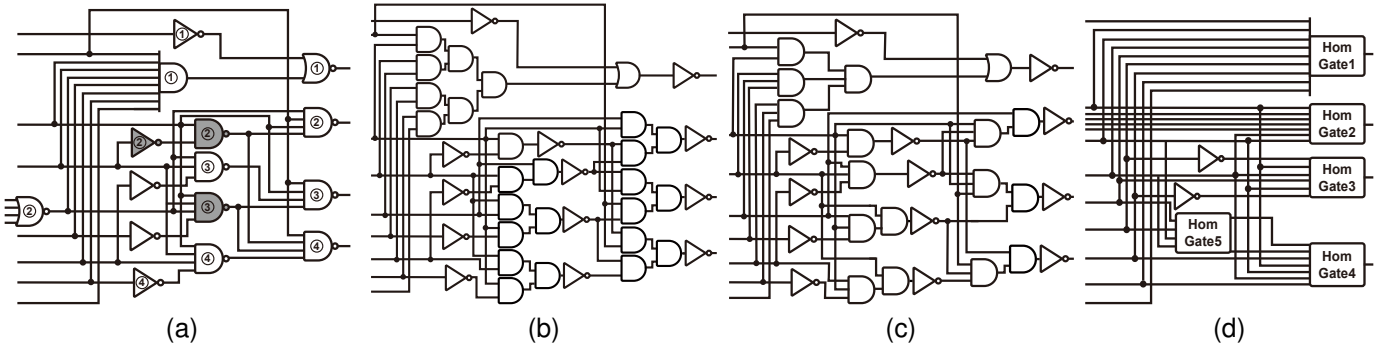 ①
①
①
②
②
②
③
③
③
②
④
④
④
Hom
Gate1
Hom
Gate2
Hom
Gate3
Hom
Gate5
Hom
Gate4
(a)
(b)
(c)
(d)